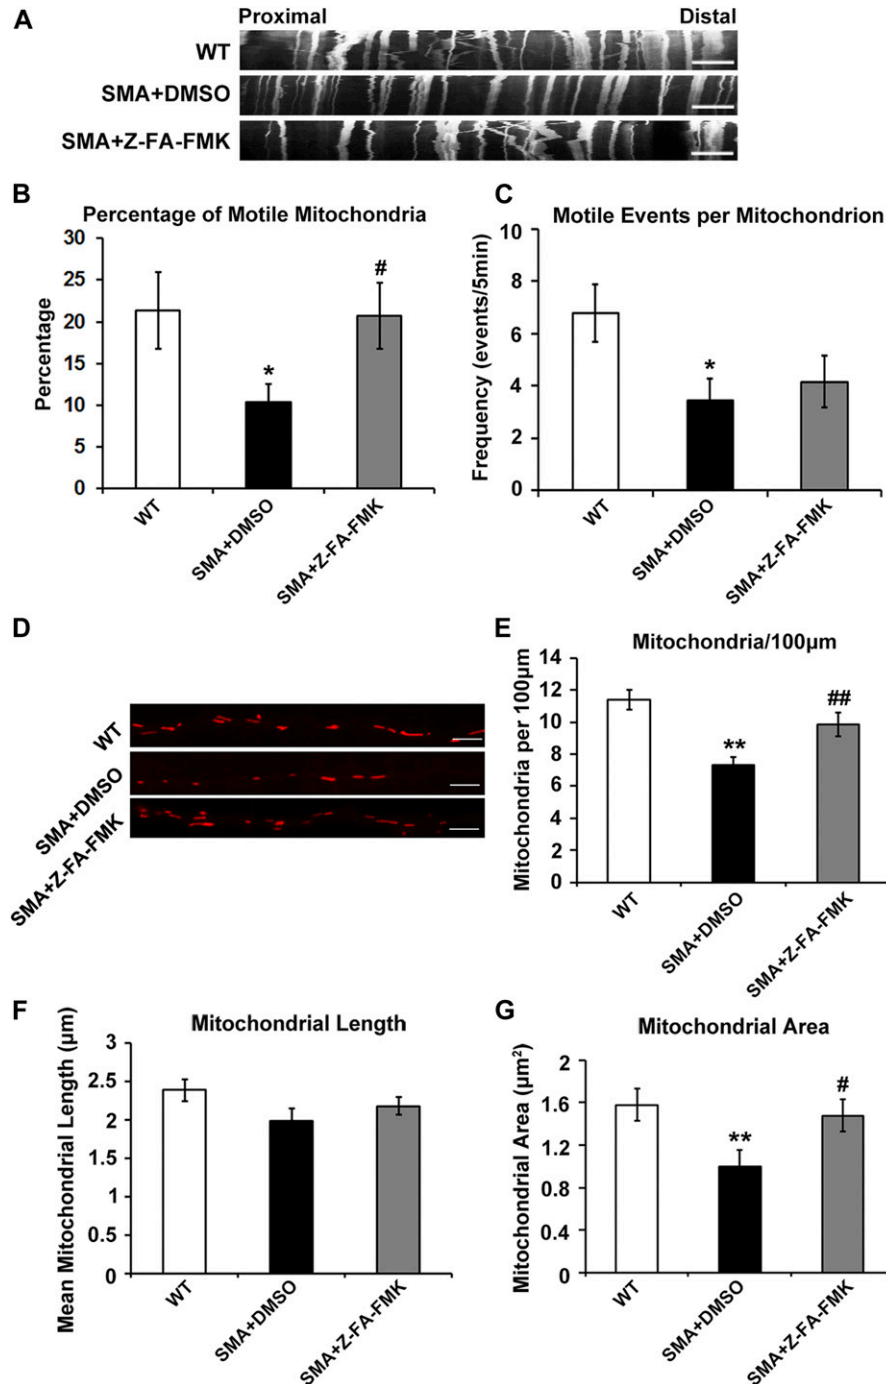 A
Proximal
Distal
WT
SMA+DMSO
SMA+Z-FA-FMK
B
Percentage of Motile Mitochondria
Percentage
30
25
20
15
10
5
0
*
#
WT
SMA+DMSO
SMA+Z-FA-FMK
C
Motile Events per Mitochondrion
Frequency (events/5min)
10
8
6
4
2
0
*
WT
SMA+DMSO
SMA+Z-FA-FMK
D
WT
SMA+DMSO
SMA+Z-FA-FMK
E
Mitochondria/100µm
Mitochondria per 100µm
14
12
10
8
6
4
2
0
**
##
WT
SMA+DMSO
SMA+Z-FA-FMK
F
Mitochondrial Length
Mean Mitochondrial Length (µm)
3
2.5
2
1.5
1
0.5
0
WT
SMA+DMSO
SMA+Z-FA-FMK
G
Mitochondrial Area
Mitochondrial Area (µm²)
2
1.6
1.2
0.8
0.4
0
**
#
WT
SMA+DMSO
SMA+Z-FA-FMK